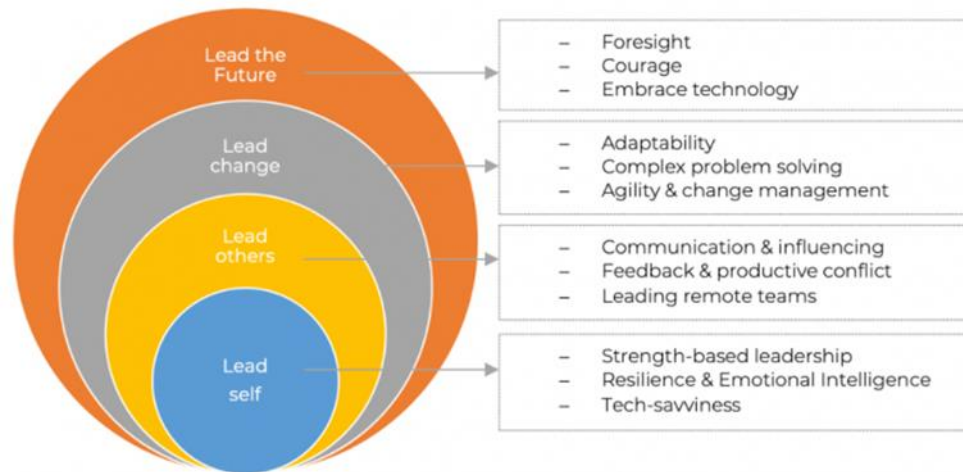 Lead the
Future
– Foresight
– Courage
– Embrace technology
Lead
change
– Adaptability
– Complex problem solving
– Agility & change management
Lead
others
– Communication & influencing
– Feedback & productive conflict
– Leading remote teams
Lead
self
– Strength-based leadership
– Resilience & Emotional Intelligence
– Tech-savviness